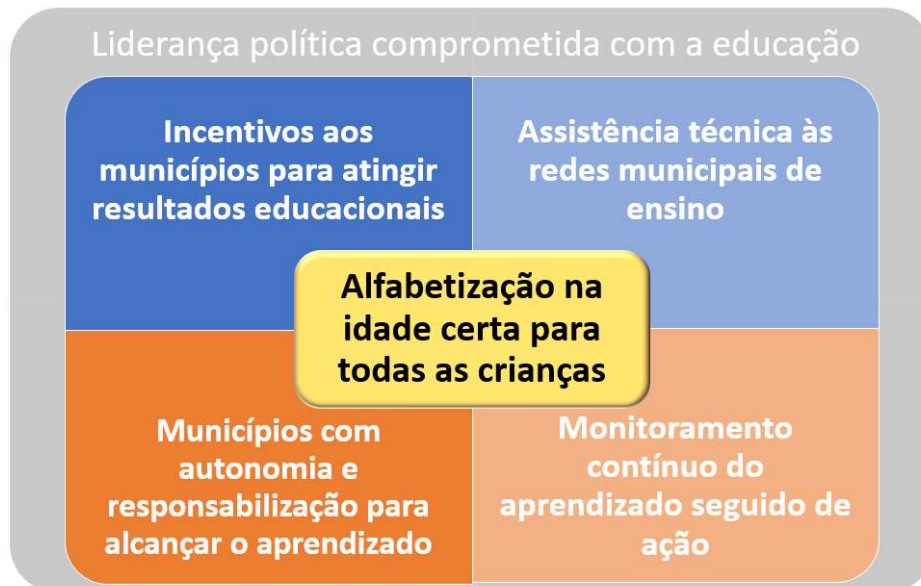 Liderança política comprometida com a educação
Incentivos aos
municípios para atingir
resultados educacionais
Assistência técnica às
redes municipais de
ensino
Alfabetização na
idade certa para
todas as crianças
Municípios com
autonomia e
responsabilização para
alcançar o aprendizado
Monitoramento
contínuo do
aprendizado seguido de
ação